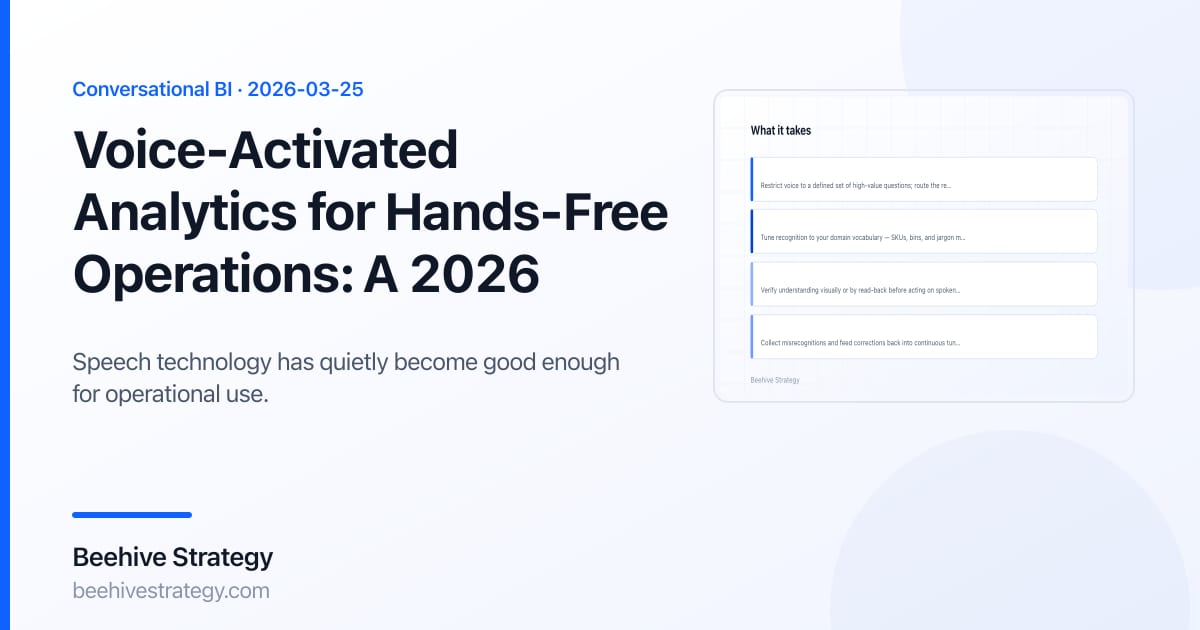 Conversational BI · 2026-03-25
Voice-Activated
Analytics for Hands-Free
Operations: A 2026
Speech technology has quietly become good enough
for operational use.
Beehive Strategy
beehivestrategy.com
What it takes
Restrict voice to a defined set of high-value questions; route the re...
Tune recognition to your domain vocabulary — SKUs, bins, and jargon m...
Verify understanding visually or by read-back before acting on spoken...
Collect misrecognitions and feed corrections back into continuous tun...
Beehive Strategy